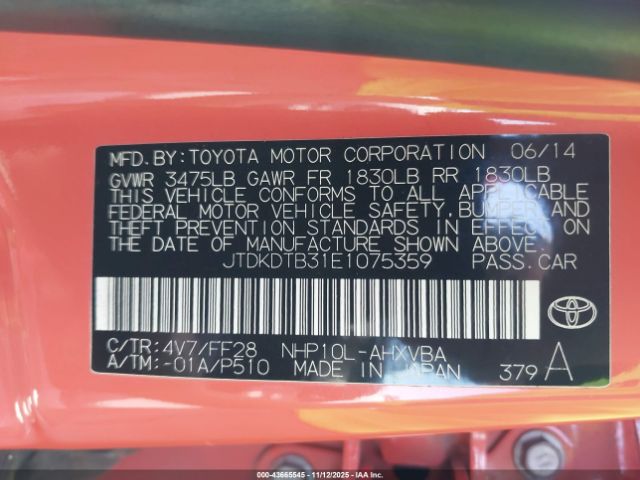 MFD. BY: TOYOTA MOTOR CORPORATION 06/14
GVWR 3475LB GAWR FR 1830LB RR 1830LB
THIS VEHICLE CONFORMS TO ALL APPLICABLE
FEDERAL MOTOR VEHICLE SAFETY, BUMPER AND
THEFT PREVENTION STANDARDS IN EFFECT ON
THE DATE OF MANUFACTURE SHOWN ABOVE.
JTDKDTB31E1075359 PASS.CAR
C/TR: 4V7/FF28 NHP10L-AHXVBA
A/TM: -01A/P510 MADE IN JAPAN 379 A
000-43665545 - 11/12/2025 - IAA Inc.